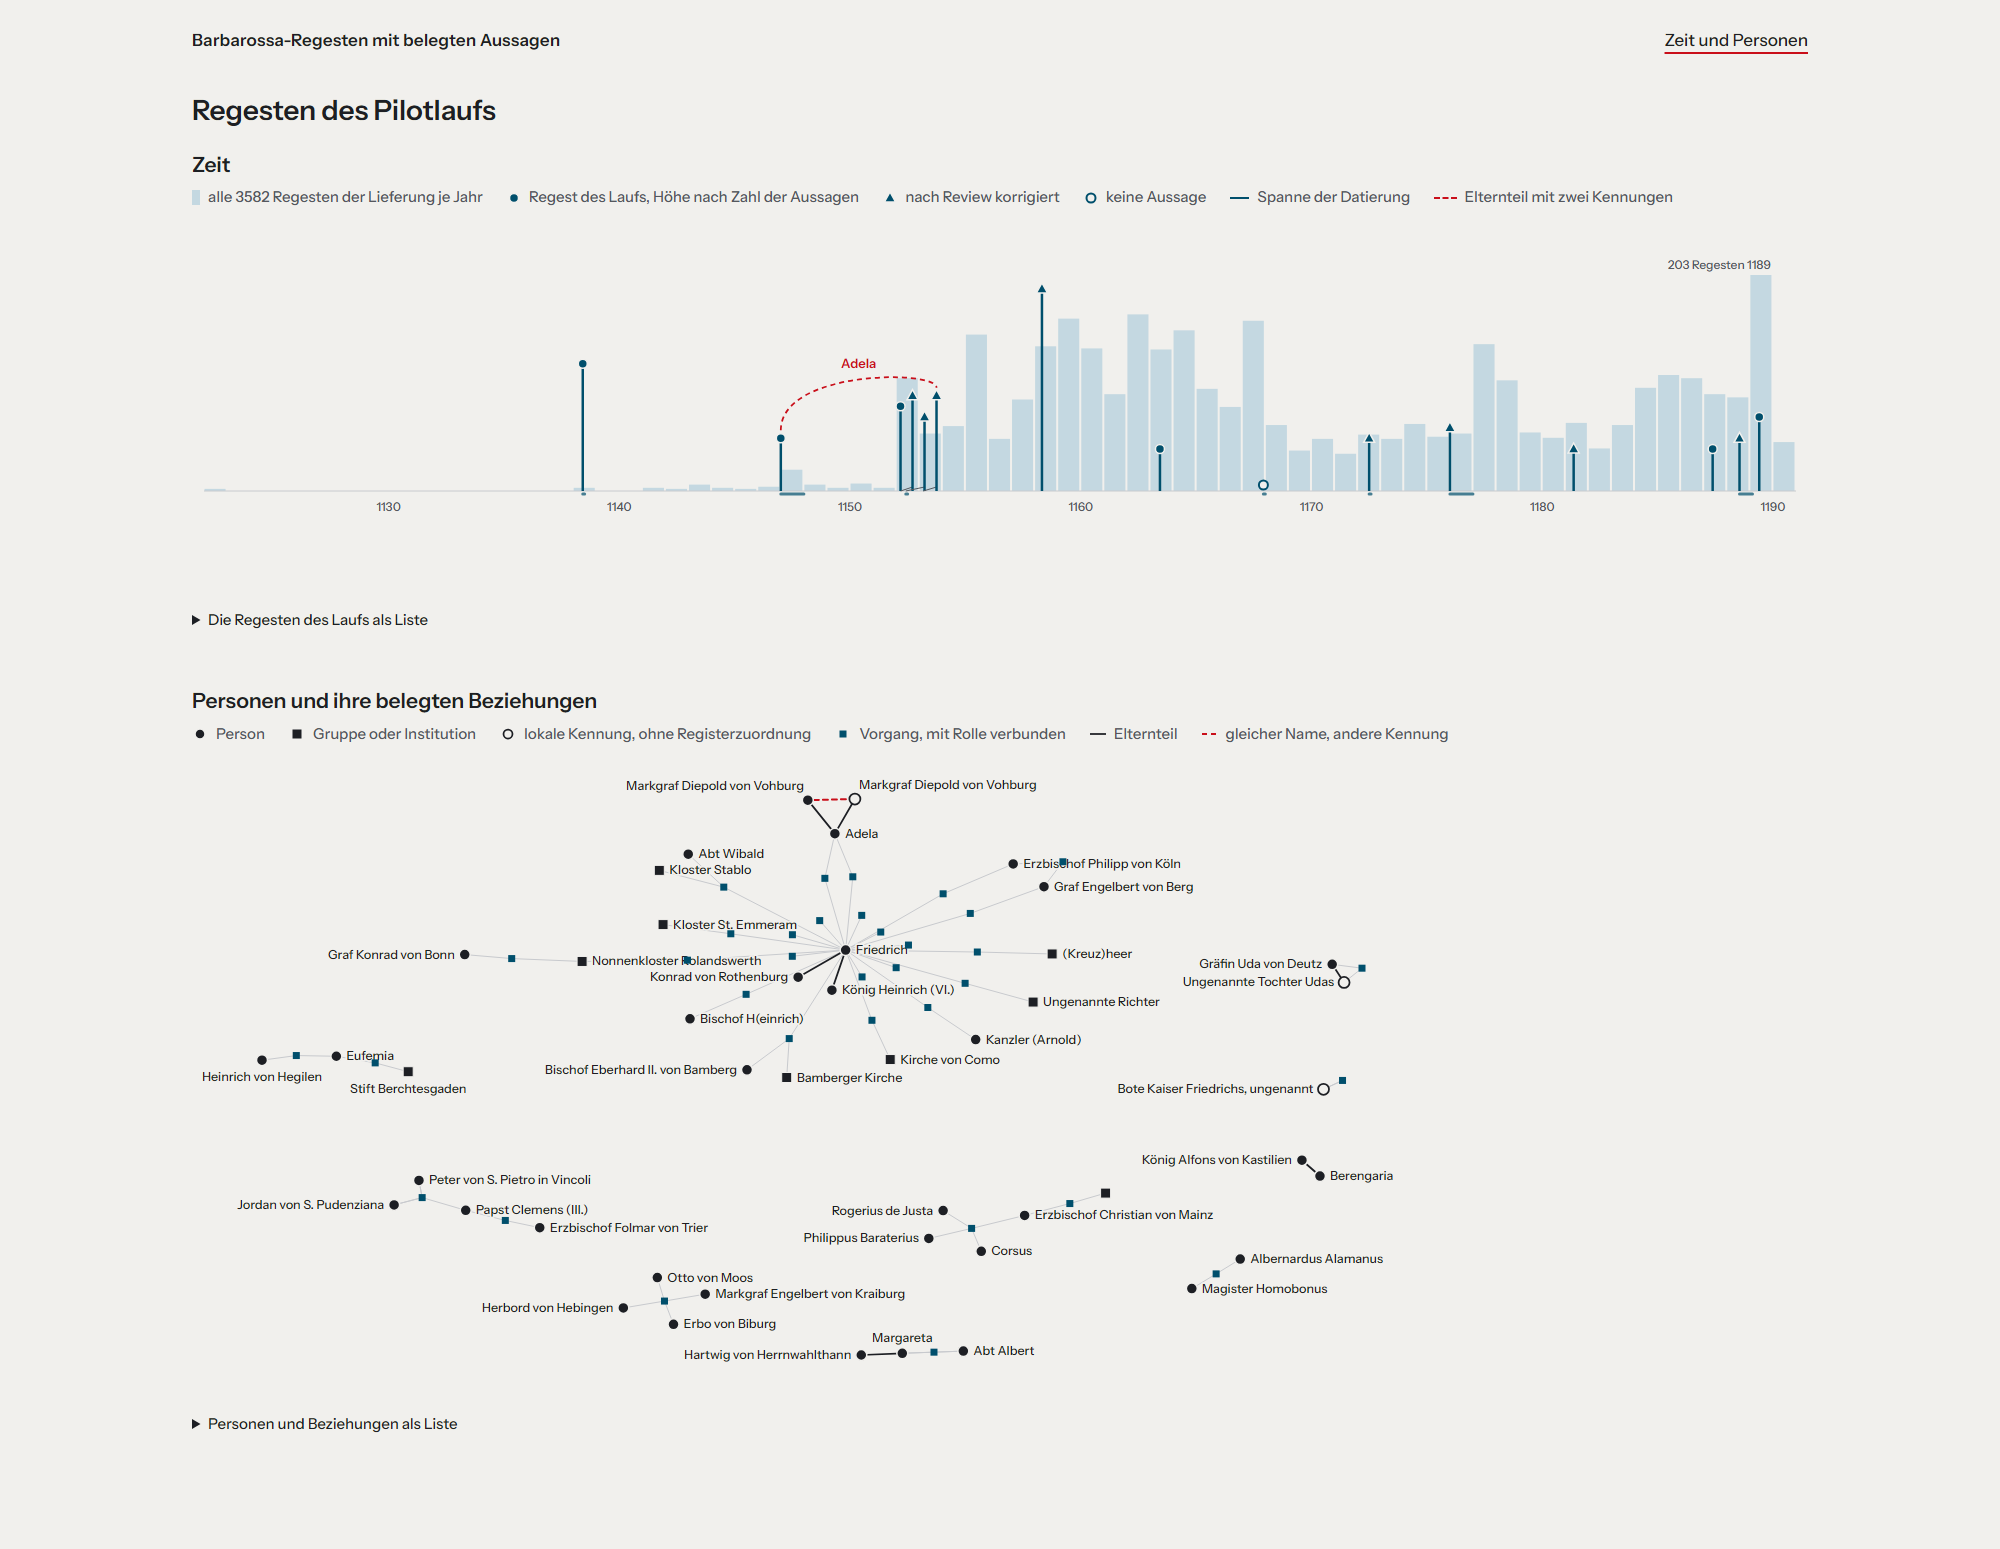 Barbarossa-Regesten mit belegten Aussagen
Zeit und Personen
Regesten des Pilotlaufs
Zeit
alle 3582 Regesten der Lieferung je Jahr
Regest des Laufs, Höhe nach Zahl der Aussagen
nach Review korrigiert
keine Aussage
Spanne der Datierung
Elternteil mit zwei Kennungen
203 Regesten 1189
Adela
1130
1140
1150
1160
1170
1180
1190
Die Regesten des Laufs als Liste
Personen und ihre belegten Beziehungen
Person
Gruppe oder Institution
lokale Kennung, ohne Registerzuordnung
Vorgang, mit Rolle verbunden
Elternteil
gleicher Name, andere Kennung
Markgraf Diepold von Vohburg
Markgraf Diepold von Vohburg
Adela
Abt Wibald
Kloster Stablo
Erzbischof Philipp von Köln
Graf Engelbert von Berg
Kloster St. Emmeram
Friedrich
Graf Konrad von Bonn
Nonnenkloster Rolandswerth
(Kreuz)heer
Gräfin Uda von Deutz
Konrad von Rothenburg
Ungenannte Tochter Udas
König Heinrich (VI.)
Ungenannte Richter
Bischof H(einrich)
Kanzler (Arnold)
Eufemia
Kirche von Como
Heinrich von Hegilen
Bischof Eberhard II. von Bamberg
Bamberger Kirche
Stift Berchtesgaden
Bote Kaiser Friedrichs, ungenannt
König Alfons von Kastilien
Berengaria
Peter von S. Pietro in Vincoli
Jordan von S. Pudenziana
Papst Clemens (III.)
Erzbischof Folmar von Trier
Rogerius de Justa
Erzbischof Christian von Mainz
Philippus Baraterius
Corsus
Albernardus Alamanus
Magister Homobonus
Otto von Moos
Markgraf Engelbert von Kraiburg
Herbord von Hebingen
Erbo von Biburg
Margareta
Hartwig von Herrnwahlthann
Abt Albert
Personen und Beziehungen als Liste